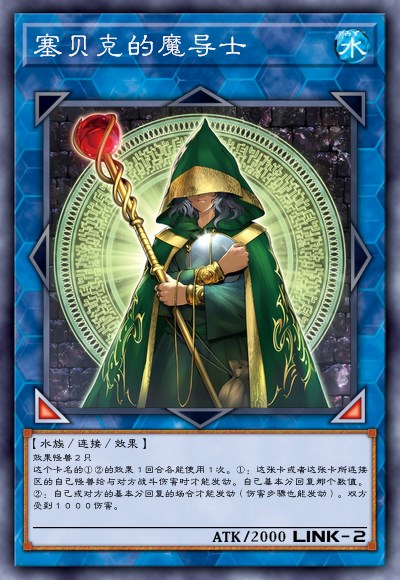 塞贝克的魔导士
水
【水族／连接／效果】
效果怪兽2只
这个卡名的①②的效果1回合各能使用1次。①：这张卡或者这张卡所连接
区的自己怪兽给与对方战斗伤害时才能发动。自己基本分回复那个数值。
②：自己或对方的基本分回复的场合才能发动（伤害步骤也能发动）。双方
受到1000伤害。
ATK/2000 LINK-2